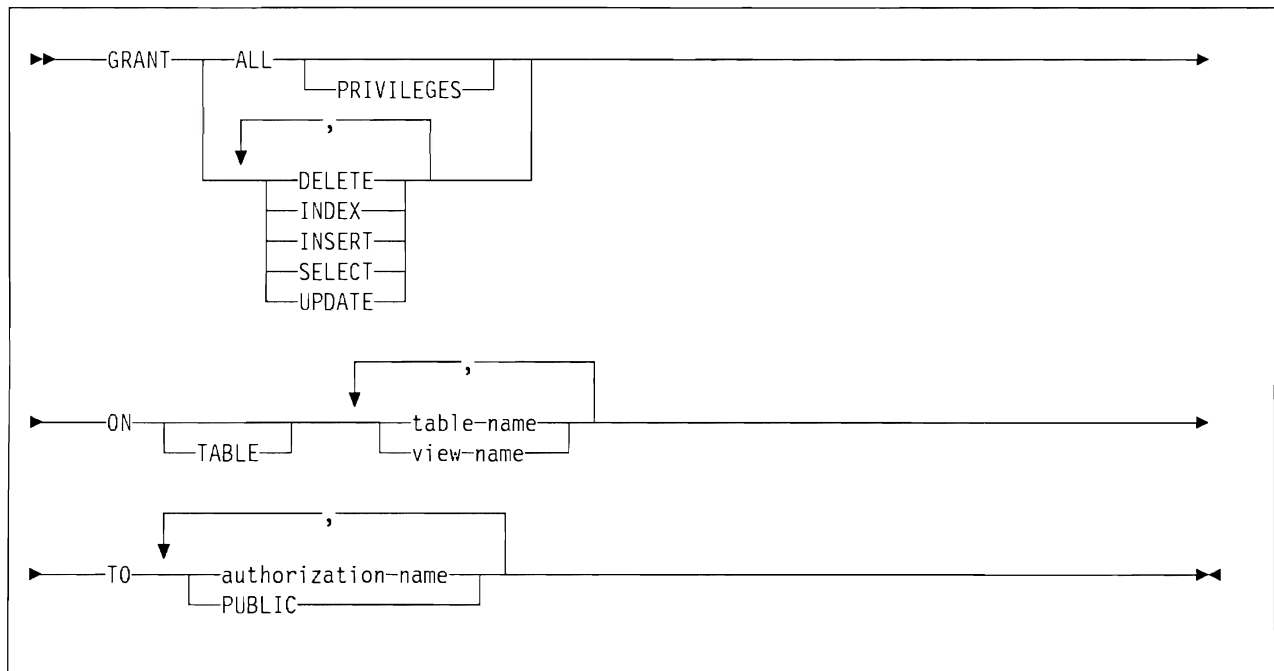 GRANT ALL
PRIVILEGES
,
DELETE
INDEX
INSERT
SELECT
UPDATE
,
ON table-name
TABLE view-name
,
TO authorization-name
PUBLIC